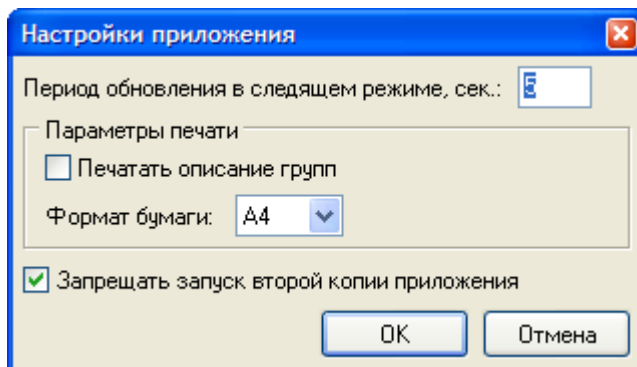 Настройки приложения
Период обновления в следящем режиме, сек.:
Параметры печати
Печатать описание групп
Формат бумаги: A4
Запрещать запуск второй копии приложения
OK Отмена